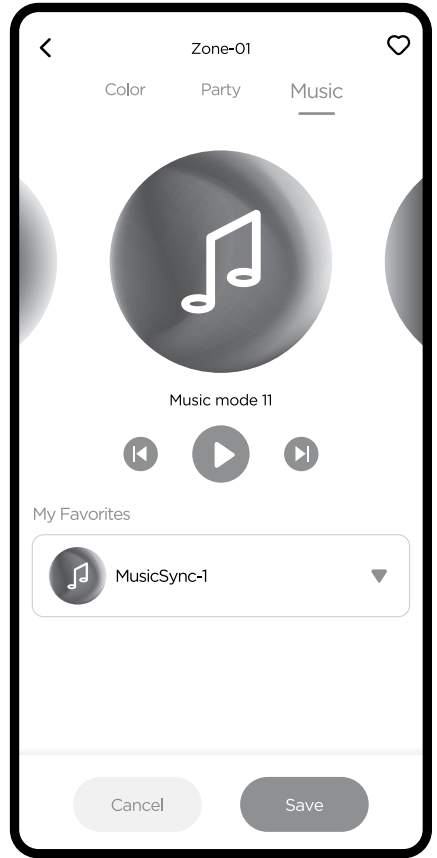 Zone-01
Color Party Music
Music mode 11
My Favorites
MusicSync-1
Cancel Save